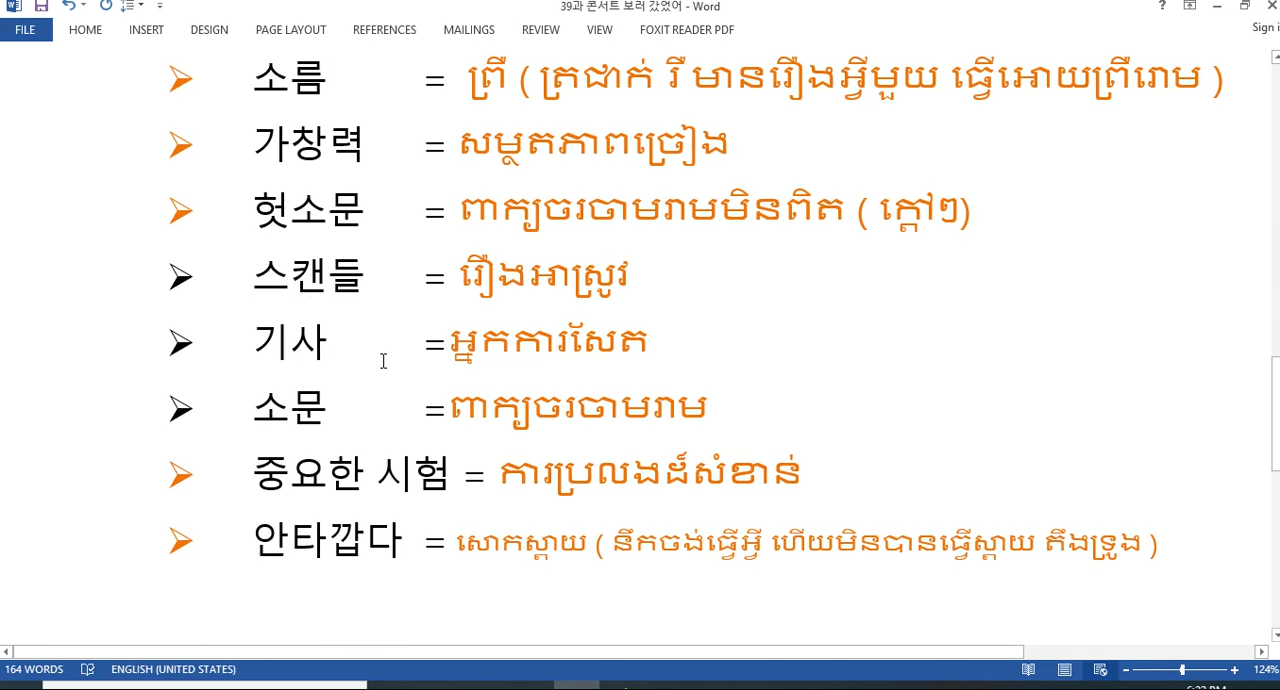 39과 콘서트 보러 갔었어 - Word
FILE HOME INSERT DESIGN PAGE LAYOUT REFERENCES MAILINGS REVIEW VIEW FOXIT READER PDF Sign i
소름 = ព្រឺ ( ត្រជាក់ រឺ មានរឿងអ្វីមួយ ធ្វើអោយព្រឺរោម )
가창력 = សម្ថតភាពច្រៀង
헛소문 = ពាក្យចរចាមរាមមិនពិត ( ក្តៅៗ)
스캔들 = រឿងអាស្រូវ
기사 =អ្នកការសែត
소문 =ពាក្យចរចាមរាម
중요한 시험 = ការប្រលងដ៏សំខាន់
안타깝다 = សោកស្តាយ ( នឹកចង់ធ្វើអ្វី ហើយមិនបានធ្វើស្តាយ តឹងទ្រូង )
164 WORDS ENGLISH (UNITED STATES) 124%